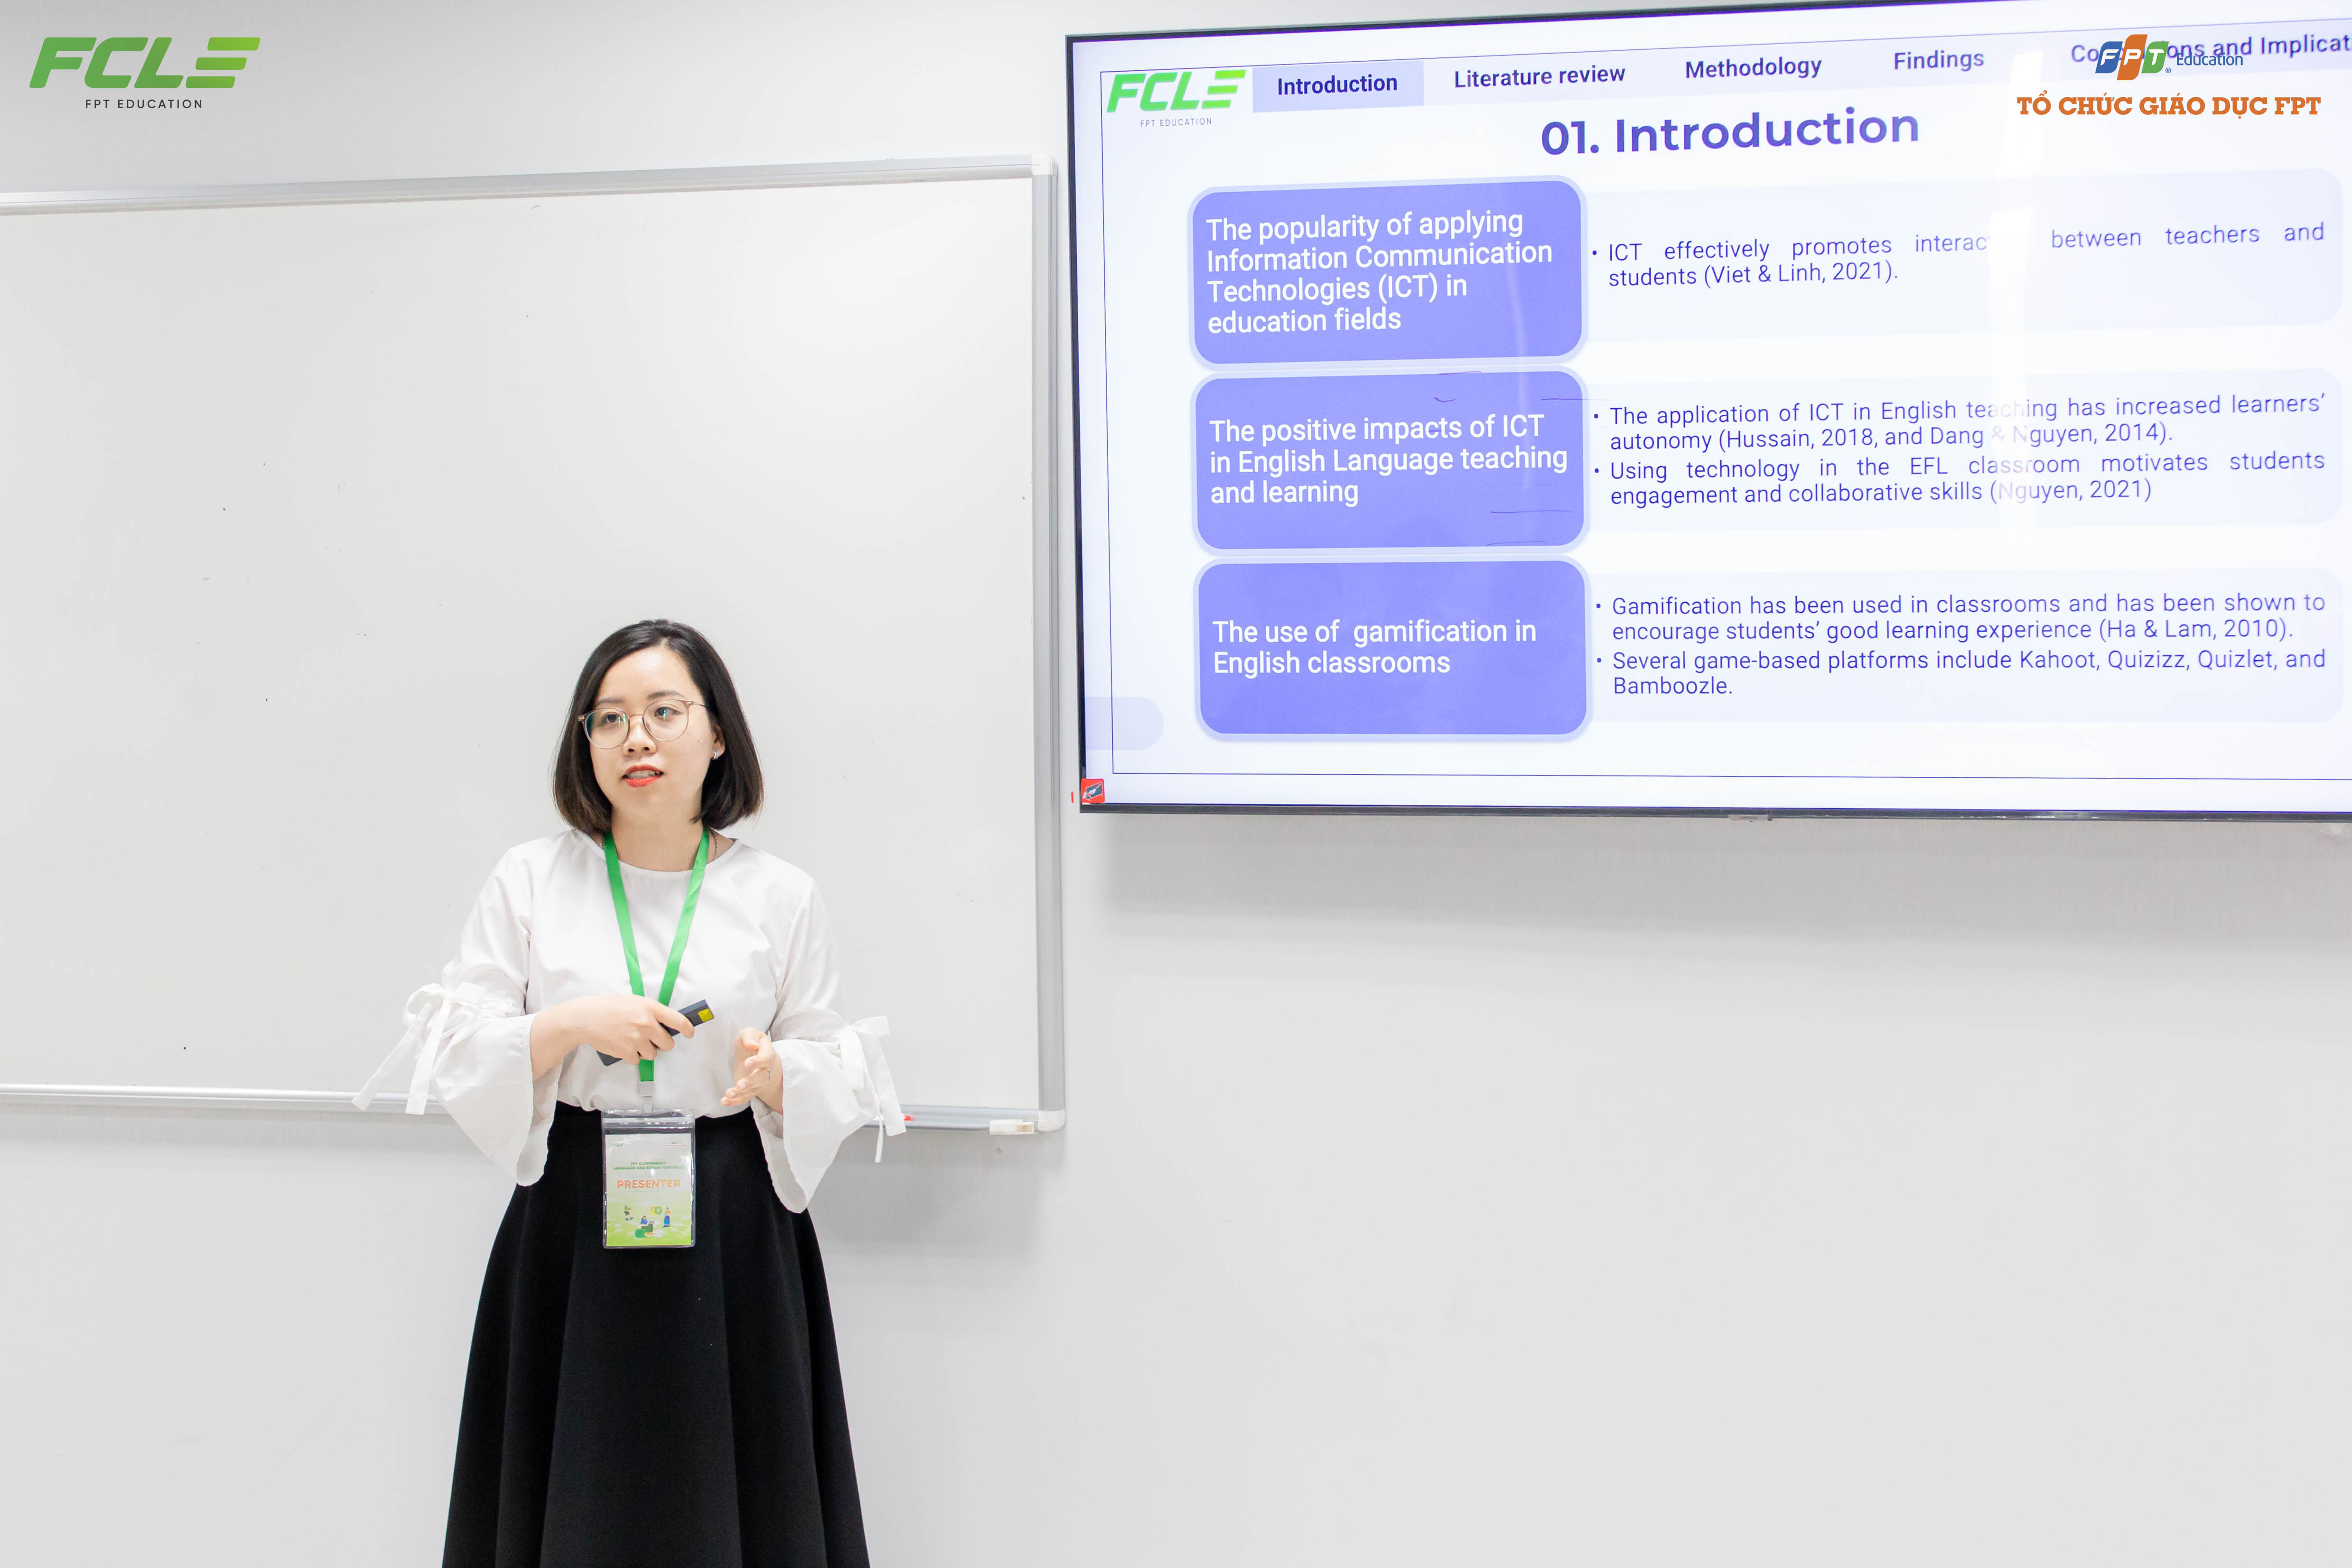 FCLE
FPT EDUCATION
FPT Education
TỔ CHỨC GIÁO DỤC FPT
FCLE
FPT EDUCATION
Introduction
Literature review
Methodology
Findings
and Implicat
01. Introduction
The popularity of applying
Information Communication
Technologies (ICT) in
education fields
• ICT effectively promotes interac between teachers and
students (Viet & Linh, 2021).
The positive impacts of ICT
in English Language teaching
and learning
• The application of ICT in English teaching has increased learners’
autonomy (Hussain, 2018, and Dang & Nguyen, 2014).
• Using technology in the EFL classroom motivates students
engagement and collaborative skills (Nguyen, 2021)
The use of gamification in
English classrooms
• Gamification has been used in classrooms and has been shown to
encourage students’ good learning experience (Ha & Lam, 2010).
• Several game-based platforms include Kahoot, Quizizz, Quizlet, and
Bamboozle.
PRESENTER